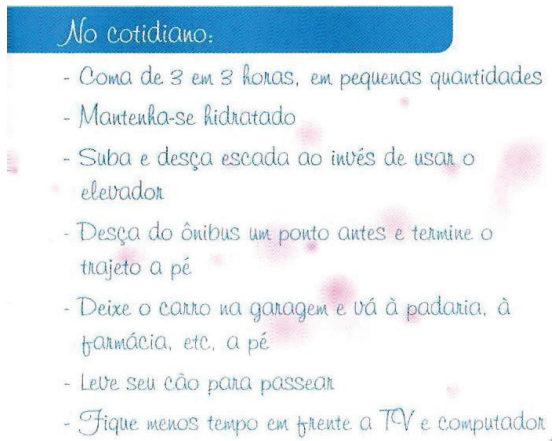 No cotidiano:
- Coma de 3 em 3 horas, em pequenas quantidades
- Mantenha-se hidratado
- Suba e desça escada ao invés de usar o
elevador
- Desça do ônibus um ponto antes e termine o
trajeto a pé
- Deixe o carro na garagem e vá à padaria, à
farmácia, etc. a pé
- Leve seu cão para passear
- Fique menos tempo em frente a TV e computador